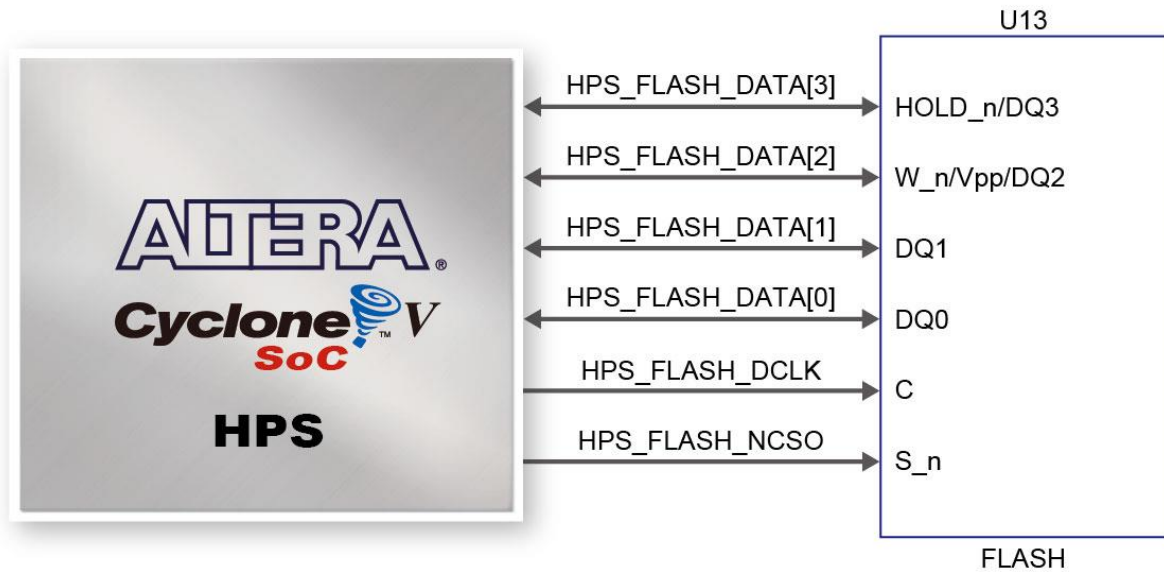 U13
HPS_FLASH_DATA[3]
HOLD_n/DQ3
HPS_FLASH_DATA[2]
W_n/Vpp/DQ2
HPS_FLASH_DATA[1]
DQ1
HPS_FLASH_DATA[0]
DQ0
HPS_FLASH_DCLK
C
HPS_FLASH_NCSO
S_n
ALTERA®
Cyclone™ V
SoC
HPS
FLASH